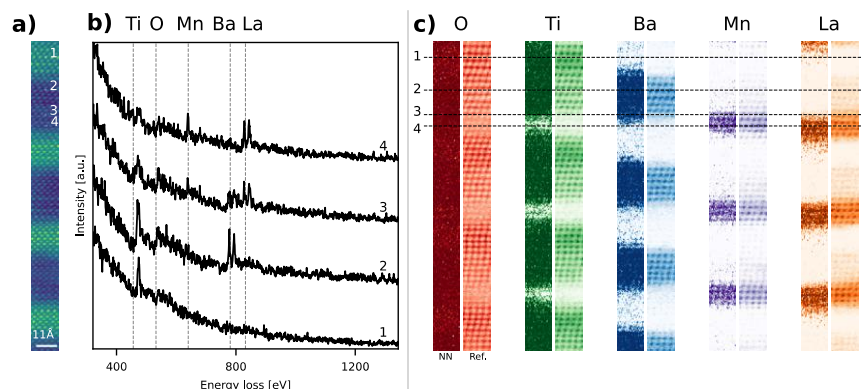 a)
1
2
3
4
11Å
b)
Ti O Mn Ba La
Intensity [a.u.]
4
3
2
1
400 800 1200
Energy loss [eV]
c)
O Ti Ba Mn La
1
2
3
4
NN Ref.